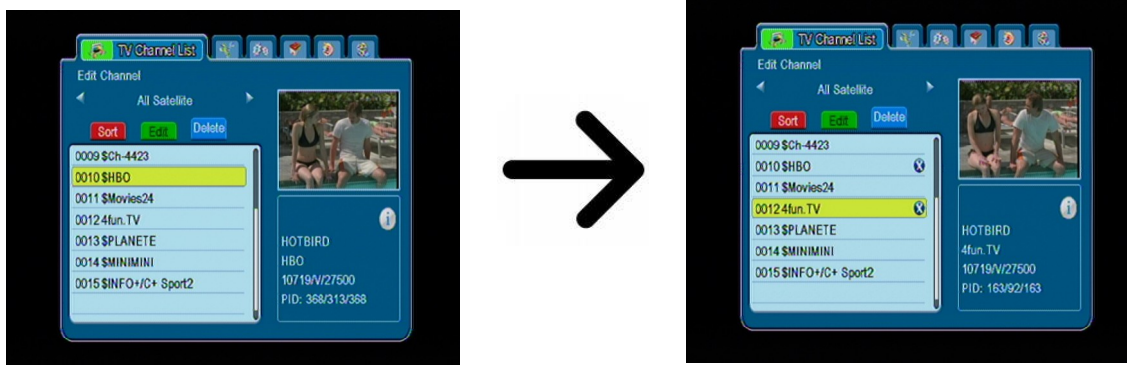 TV Channel List
Edit Channel
All Satellite
Sort Edit Delete
0009 $Ch-4423
0010 $HBO
0011 $Movies24
0012 4fun.TV
0013 $PLANETE
0014 $MINIMINI
0015 $INFO+/C+ Sport2
HOTBIRD
HBO
10719/V/27500
PID: 368/313/368
TV Channel List
Edit Channel
All Satellite
Sort Edit Delete
0009 $Ch-4423
0010 $HBO
0011 $Movies24
0012 4fun.TV
0013 $PLANETE
0014 $MINIMINI
0015 $INFO+/C+ Sport2
HOTBIRD
4fun.TV
10719/V/27500
PID: 163/92/163